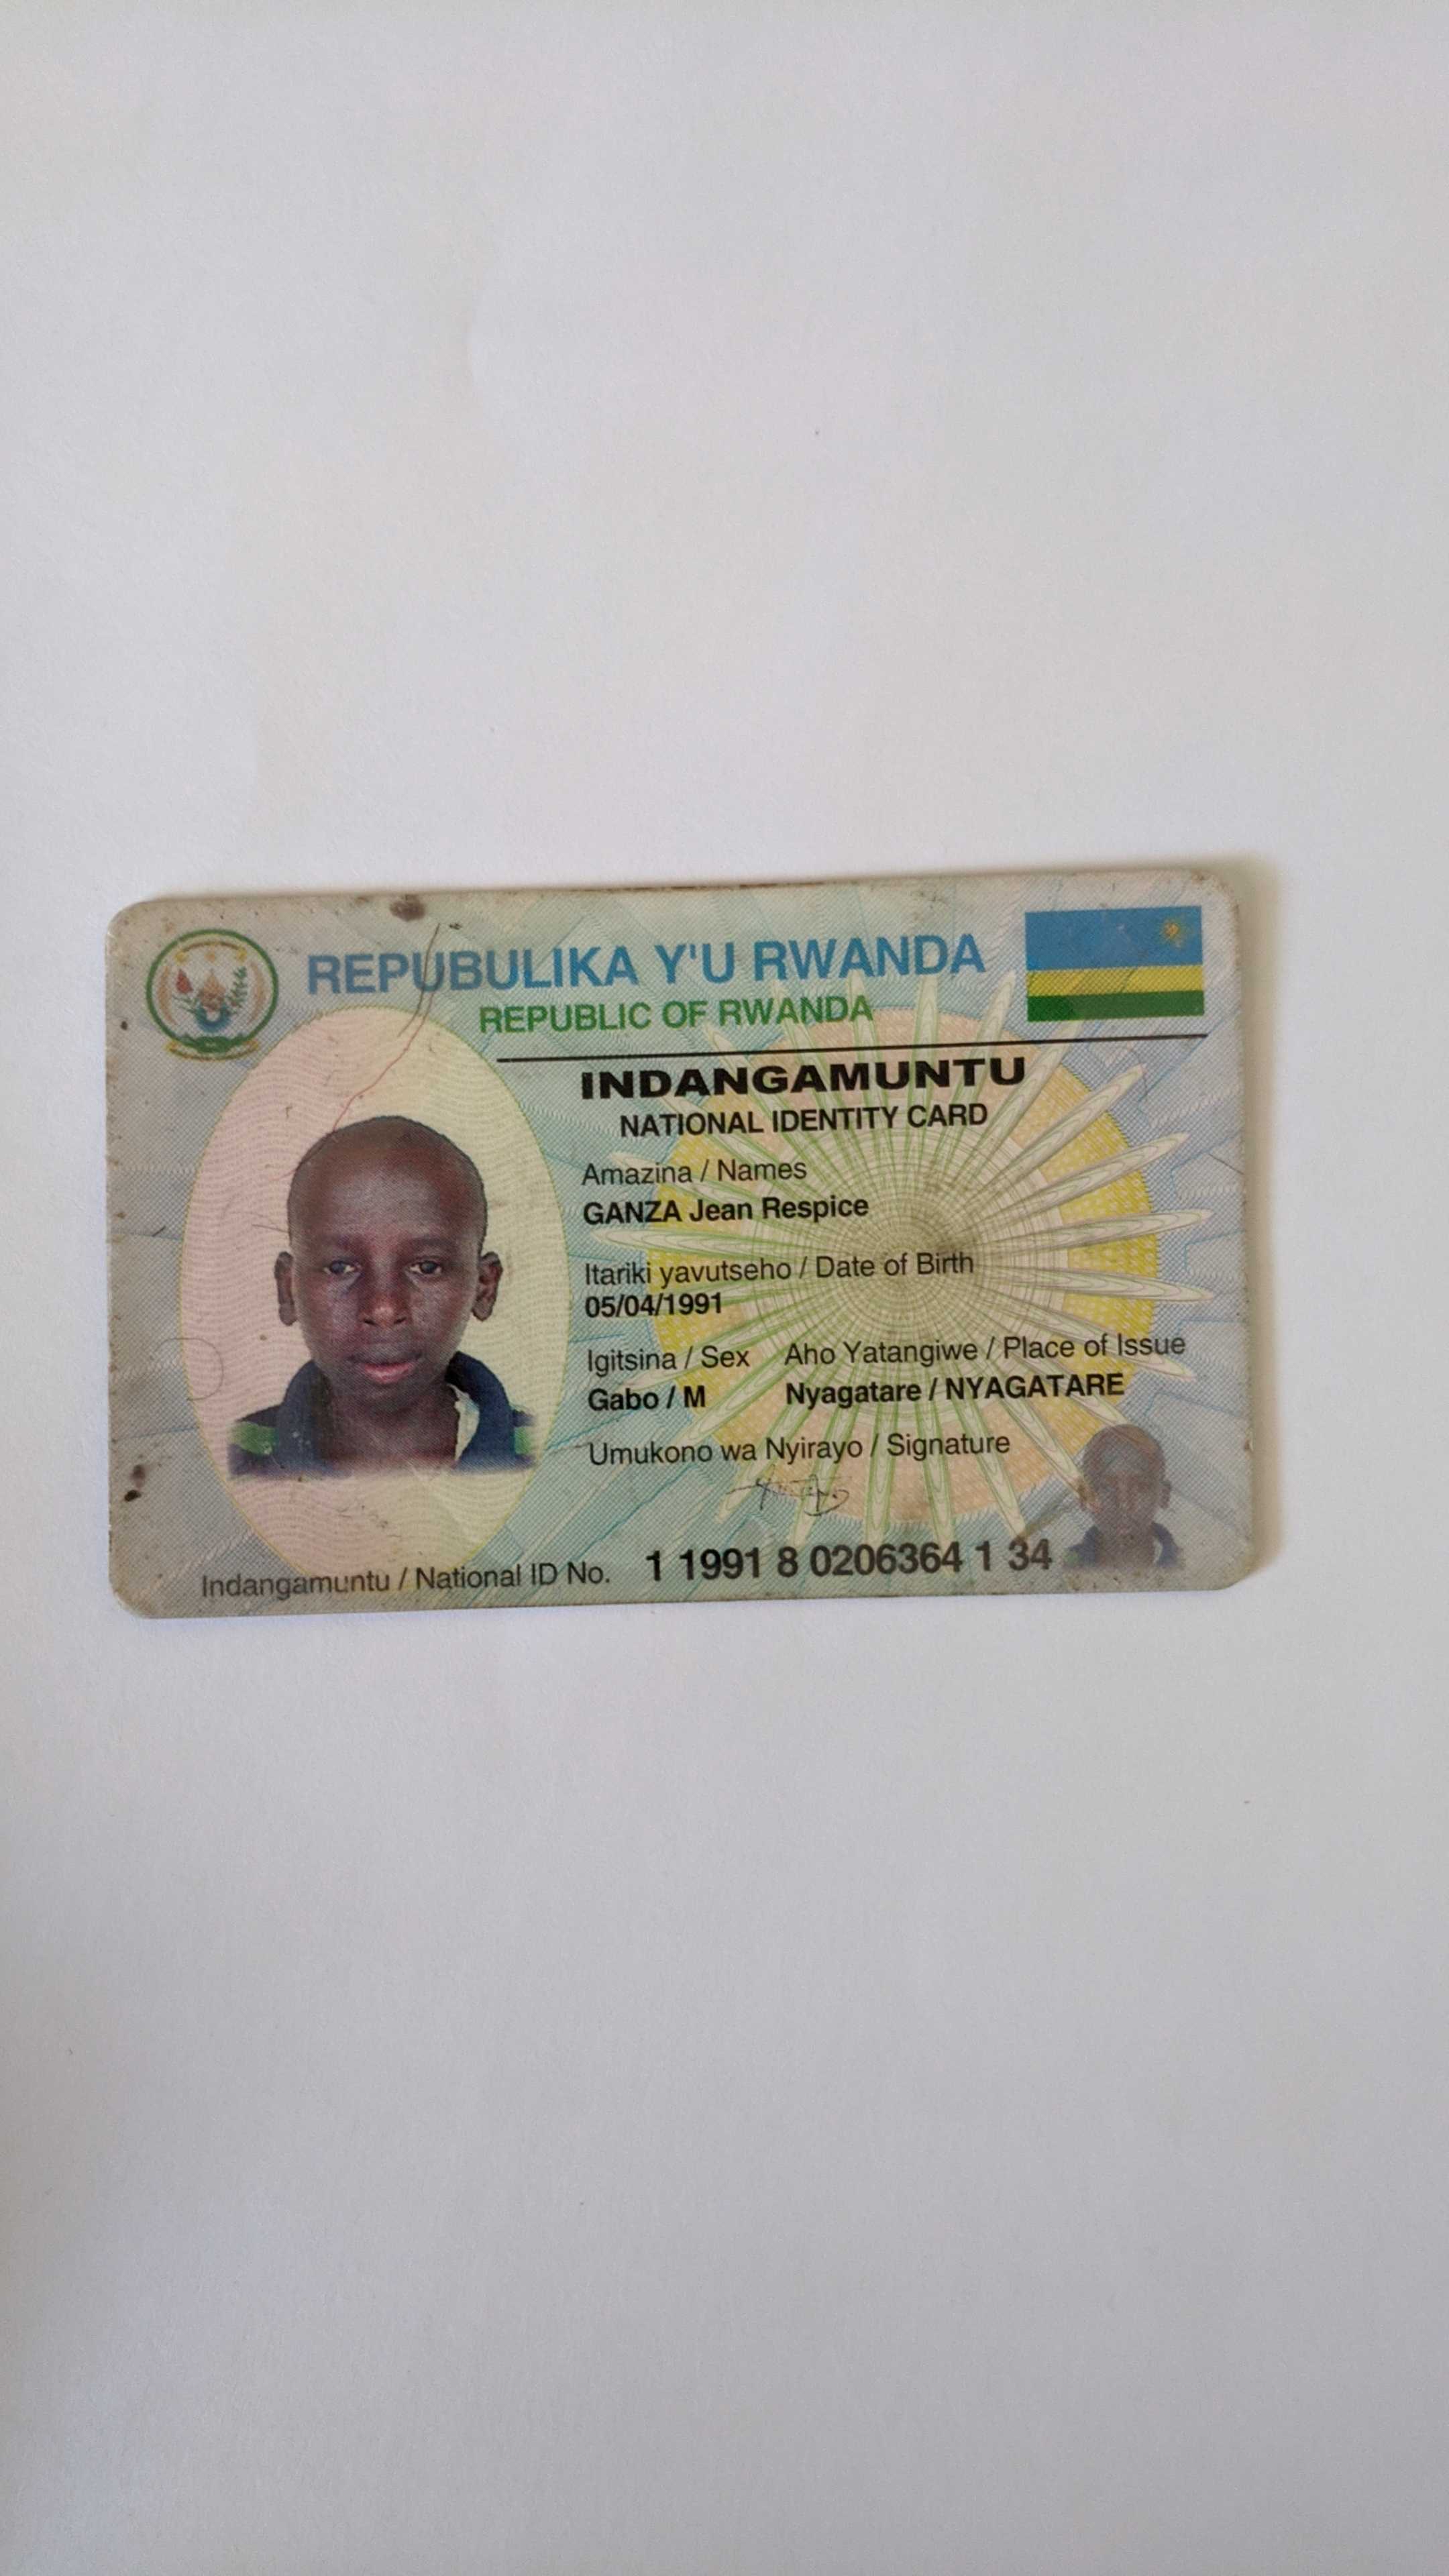 REPUBULIKA Y'U RWANDA
REPUBLIC OF RWANDA
INDANGAMUNTU
NATIONAL IDENTITY CARD
Amazina / Names
GANZA Jean Respice
Itariki yavutseho / Date of Birth
05/04/1991
Igitsina / Sex Aho Yatangiwe / Place of Issue
Gabo / M Nyagatare / NYAGATARE
Umukono wa Nyirayo / Signature
Indangamuntu / National ID No. 1 1991 8 0206364 1 34